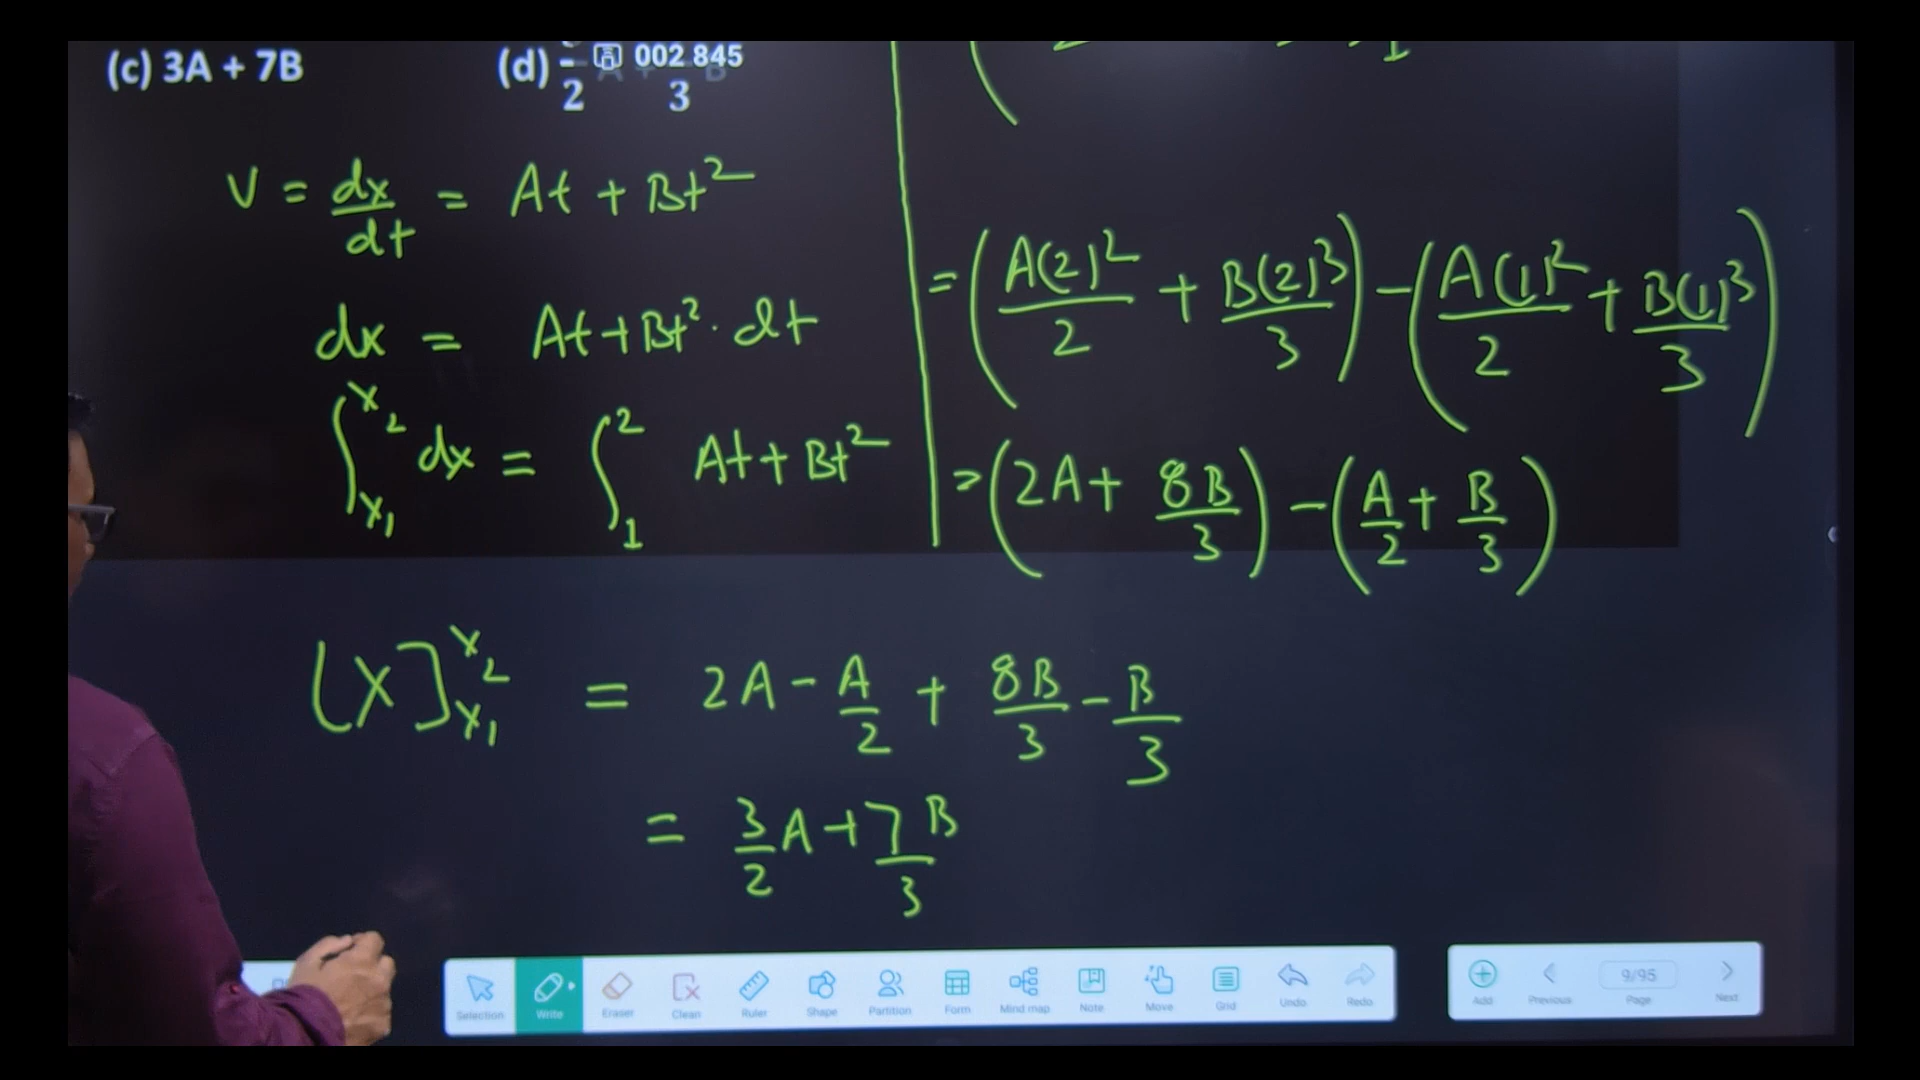 (c) 3A + 7B
(d) 2 3
002 845
V = dx/dt = At + Bt²
dx = At + Bt² · dt
∫_{x₁}^{x₂} dx = ∫_{1}^{2} At + Bt²
= (A(2)²/2 + B(2)³/3) - (A(1)²/2 + B(1)³/3)
= (2A + 8B/3) - (A/2 + B/3)
[x]_{x₁}^{x₂} = 2A - A/2 + 8B/3 - B/3
= 3/2 A + 7B/3
Selection Write Eraser Clean Ruler Shape Partition Form Mind map Note Move Grid Undo Redo
Add Previous 9/95 Page Next